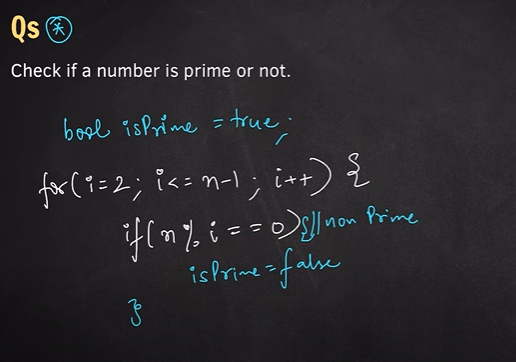 Qs *
Check if a number is prime or not.
bool isPrime = true;
for(i=2; i<= n-1; i++) {
if(n % i == 0){// non Prime
isPrime = false
}